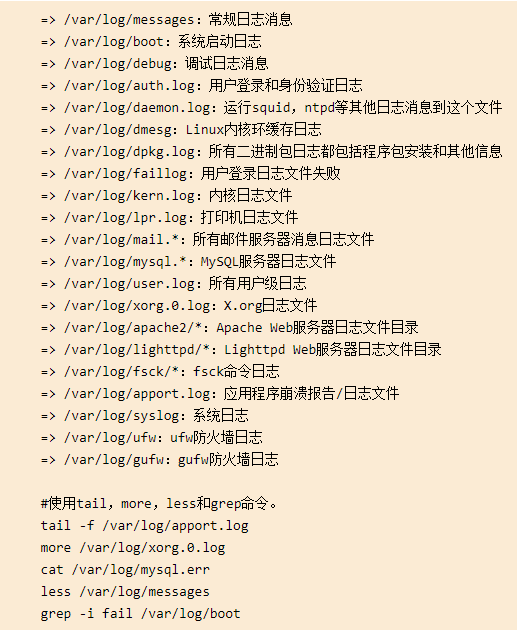 => /var/log/messages：常规日志消息
=> /var/log/boot：系统启动日志
=> /var/log/debug：调试日志消息
=> /var/log/auth.log：用户登录和身份验证日志
=> /var/log/daemon.log：运行squid，ntpd等其他日志消息到这个文件
=> /var/log/dmesg：Linux内核环缓存日志
=> /var/log/dpkg.log：所有二进制包日志都包括程序包安装和其他信息
=> /var/log/faillog：用户登录日志文件失败
=> /var/log/kern.log：内核日志文件
=> /var/log/lpr.log：打印机日志文件
=> /var/log/mail.*：所有邮件服务器消息日志文件
=> /var/log/mysql.*：MySQL服务器日志文件
=> /var/log/user.log：所有用户级日志
=> /var/log/xorg.0.log：X.org日志文件
=> /var/log/apache2/*：Apache Web服务器日志文件目录
=> /var/log/lighttpd/*：Lighttpd Web服务器日志文件目录
=> /var/log/fsck/*：fsck命令日志
=> /var/log/apport.log：应用程序崩溃报告/日志文件
=> /var/log/syslog：系统日志
=> /var/log/ufw：ufw防火墙日志
=> /var/log/gufw：gufw防火墙日志
#使用tail，more，less和grep命令。
tail -f /var/log/apport.log
more /var/log/xorg.0.log
cat /var/log/mysql.err
less /var/log/messages
grep -i fail /var/log/boot